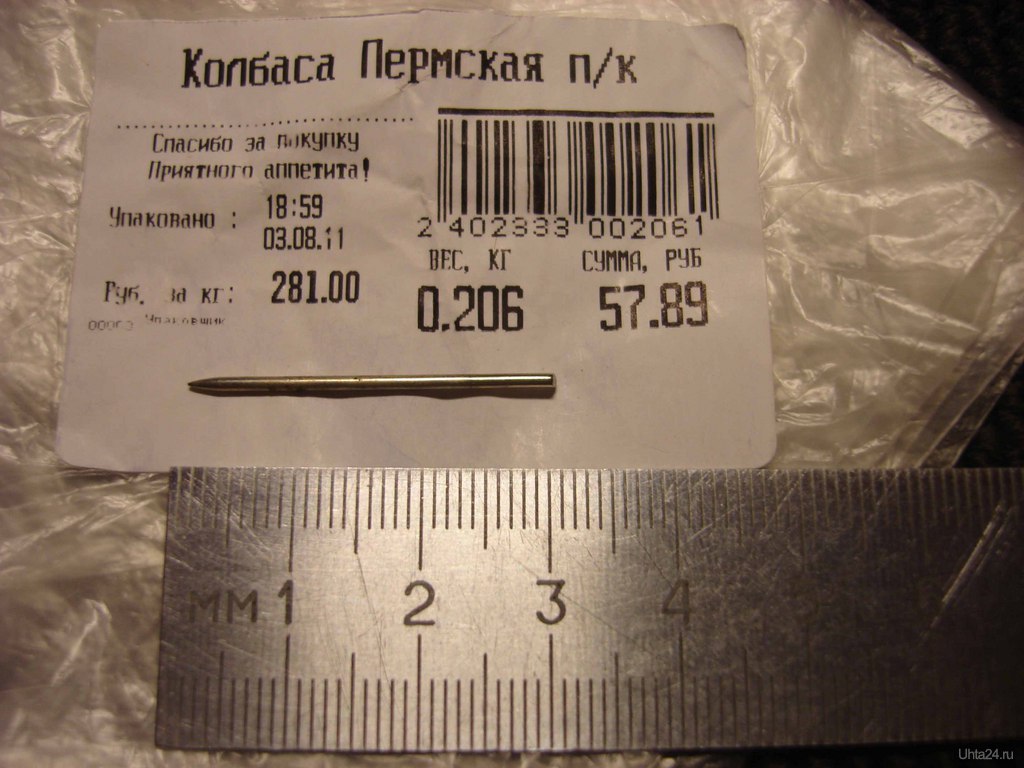 Колбаса Пермская п/к
Спасибо за покупку
Приятного аппетита!
Упаковано : 18:59
03.08.11
Руб. за кг: 281.00
Упаковщик
2 402333 002061
ВЕС, КГ СУММА, РУБ
0.206 57.89
мм 1 2 3 4
Uhta24.ru